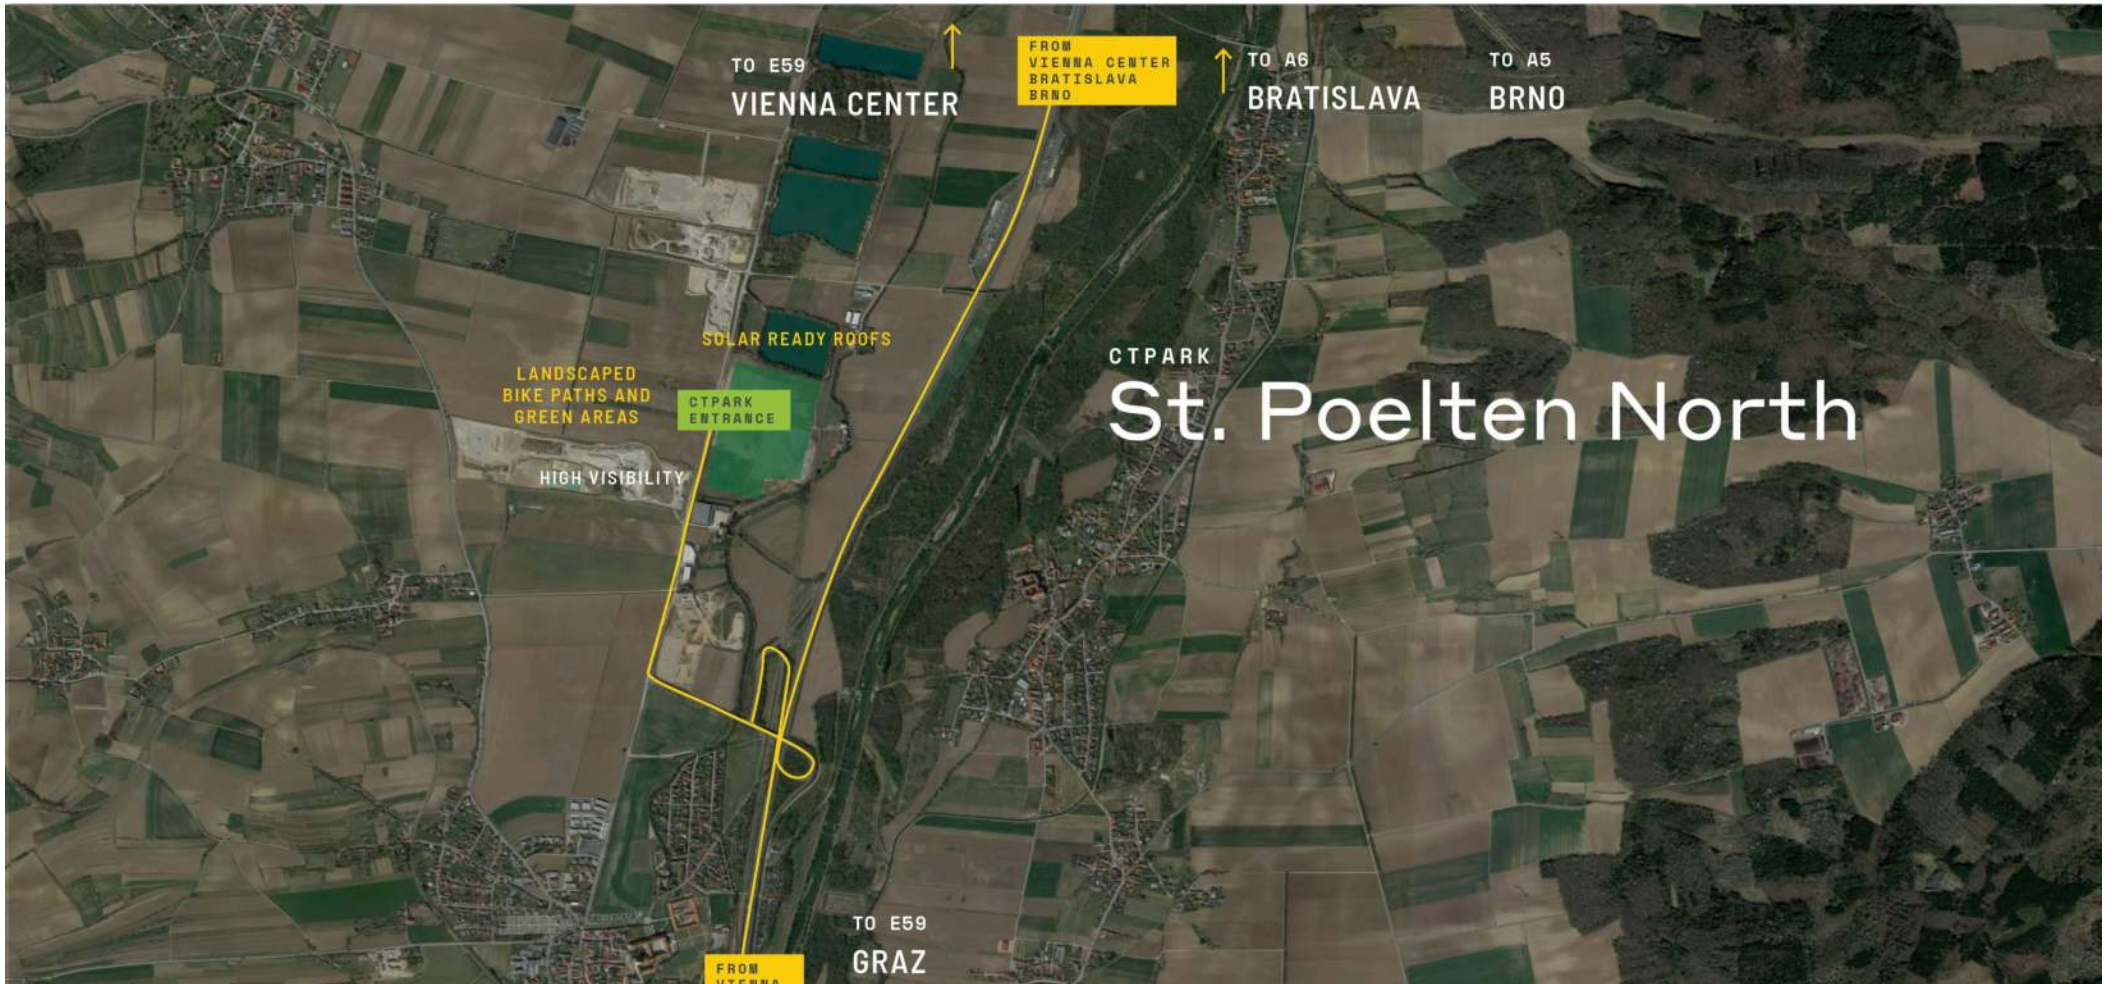 TO E59
VIENNA CENTER
FROM
VIENNA CENTER
BRATISLAVA
BRNO
TO A6
BRATISLAVA
TO A5
BRNO
SOLAR READY ROOFS
LANDSCAPED
BIKE PATHS AND
GREEN AREAS
CTPARK
ENTRANCE
HIGH VISIBILITY
CTPARK
St. Poelten North
TO E59
GRAZ
FROM
VIENNA